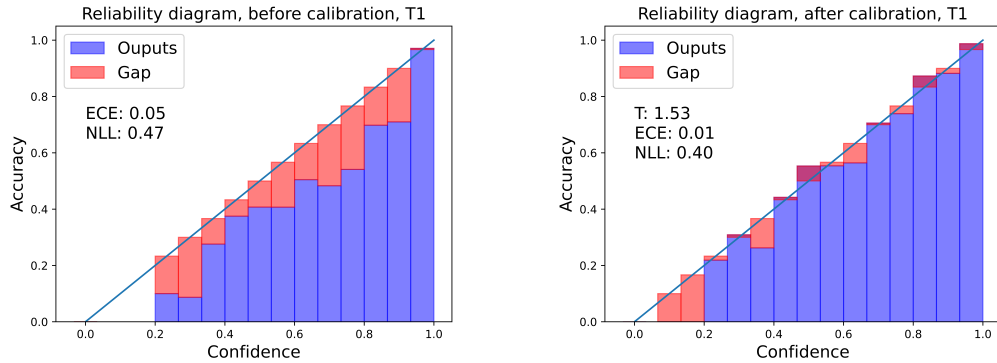 Reliability diagram, before calibration, T1
1.0
0.8
0.6
0.4
0.2
0.0
Accuracy
Ouputs
Gap
ECE: 0.05
NLL: 0.47
0.0 0.2 0.4 0.6 0.8 1.0
Confidence
Reliability diagram, after calibration, T1
1.0
0.8
0.6
0.4
0.2
0.0
Accuracy
Ouputs
Gap
T: 1.53
ECE: 0.01
NLL: 0.40
0.0 0.2 0.4 0.6 0.8 1.0
Confidence